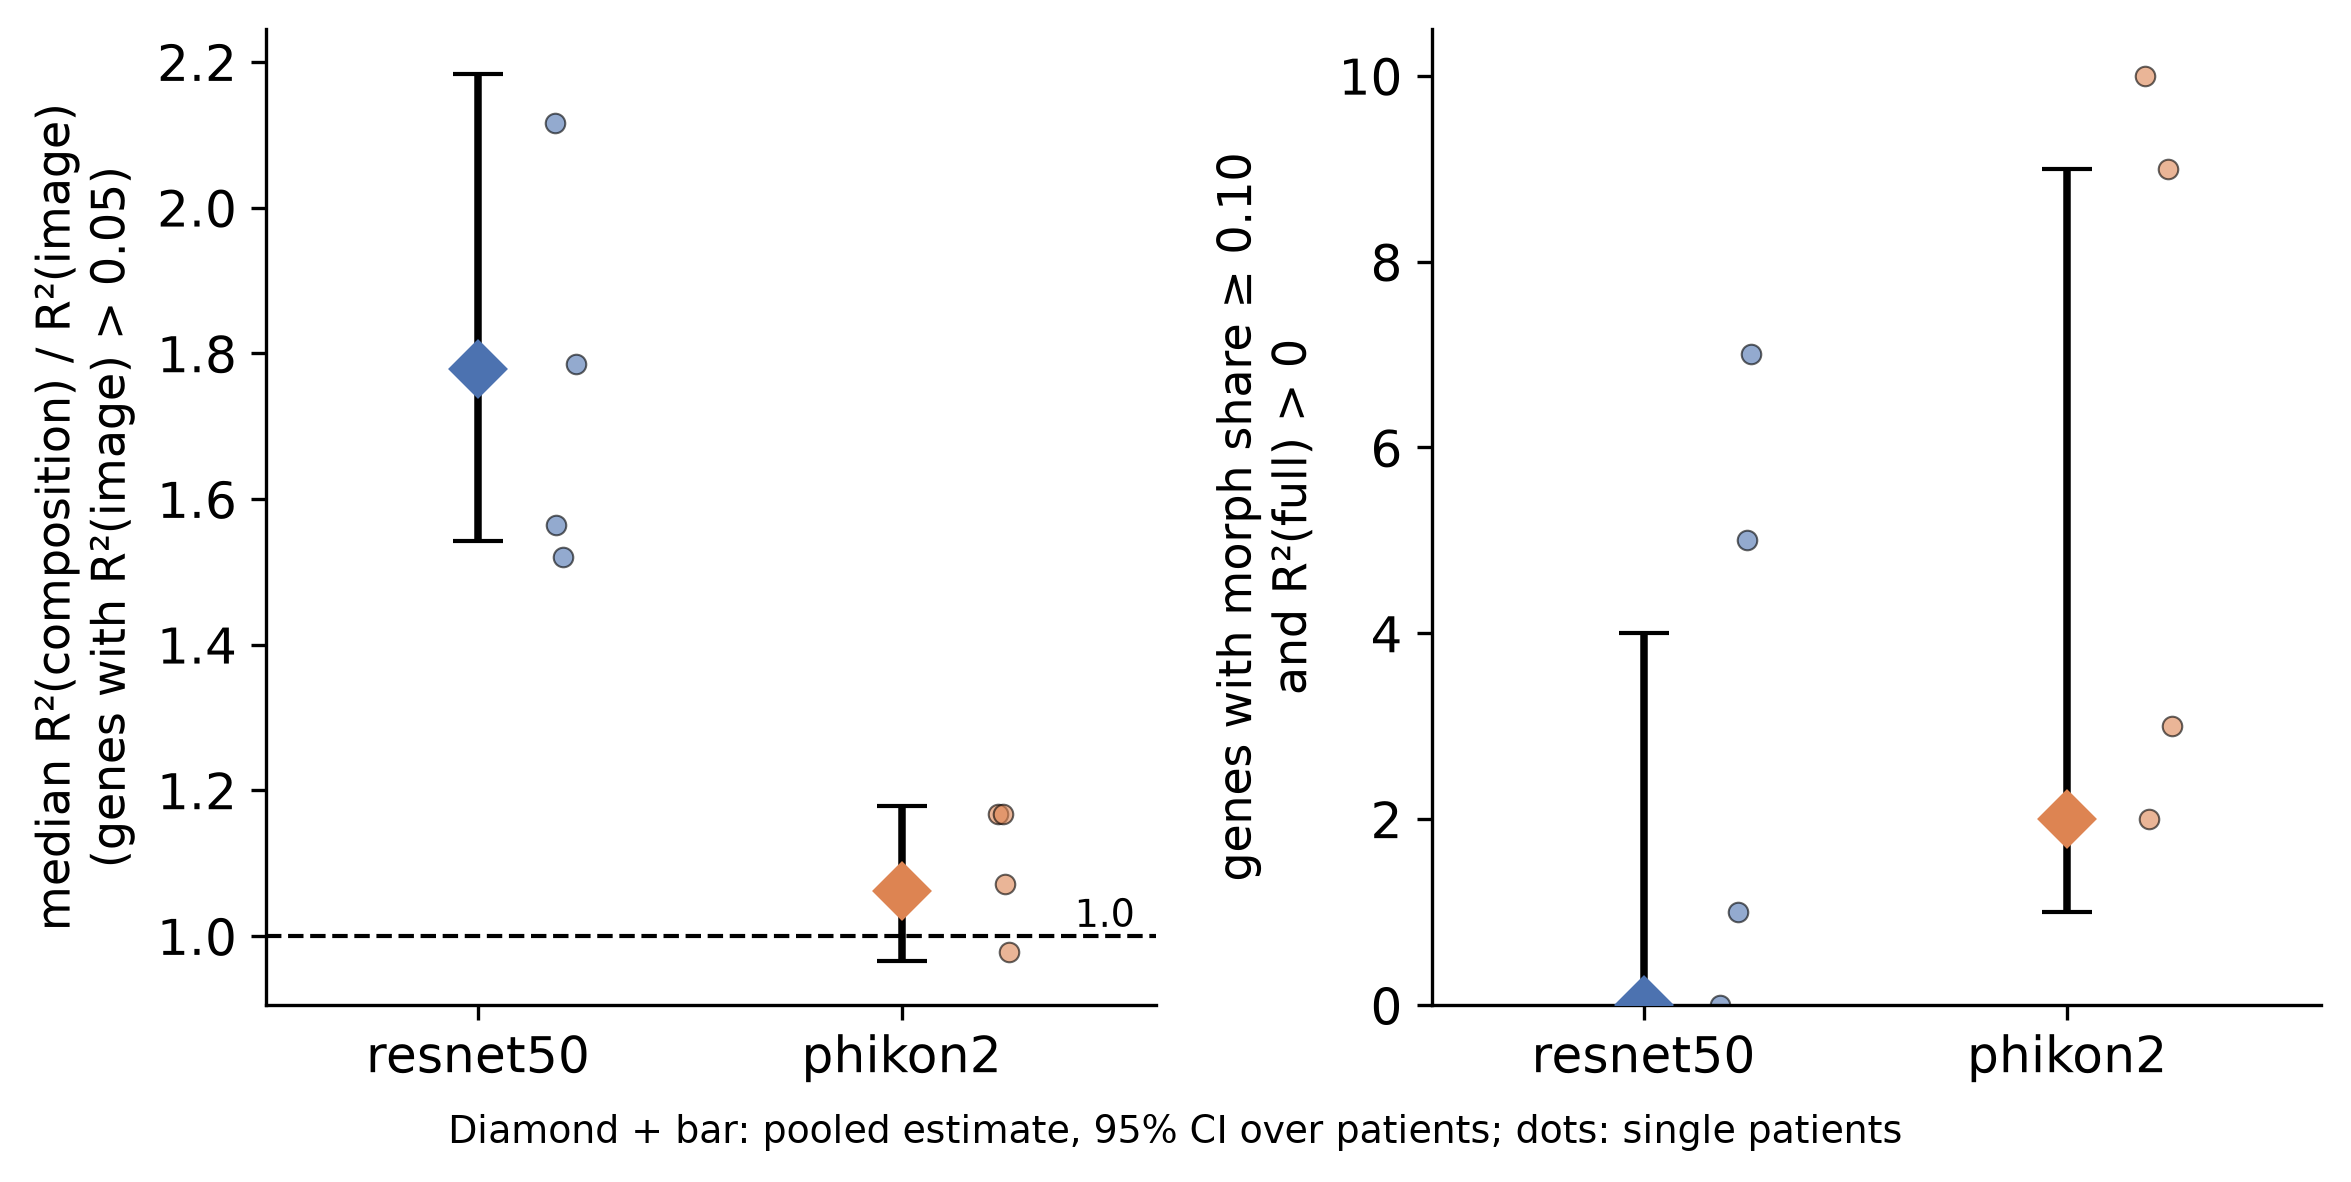 median R²(composition) / R²(image)
(genes with R²(image) > 0.05)
2.2
2.0
1.8
1.6
1.4
1.2
1.0
1.0
resnet50
phikon2
genes with morph share ≥ 0.10
and R²(full) > 0
10
8
6
4
2
0
resnet50
phikon2
Diamond + bar: pooled estimate, 95% CI over patients; dots: single patients